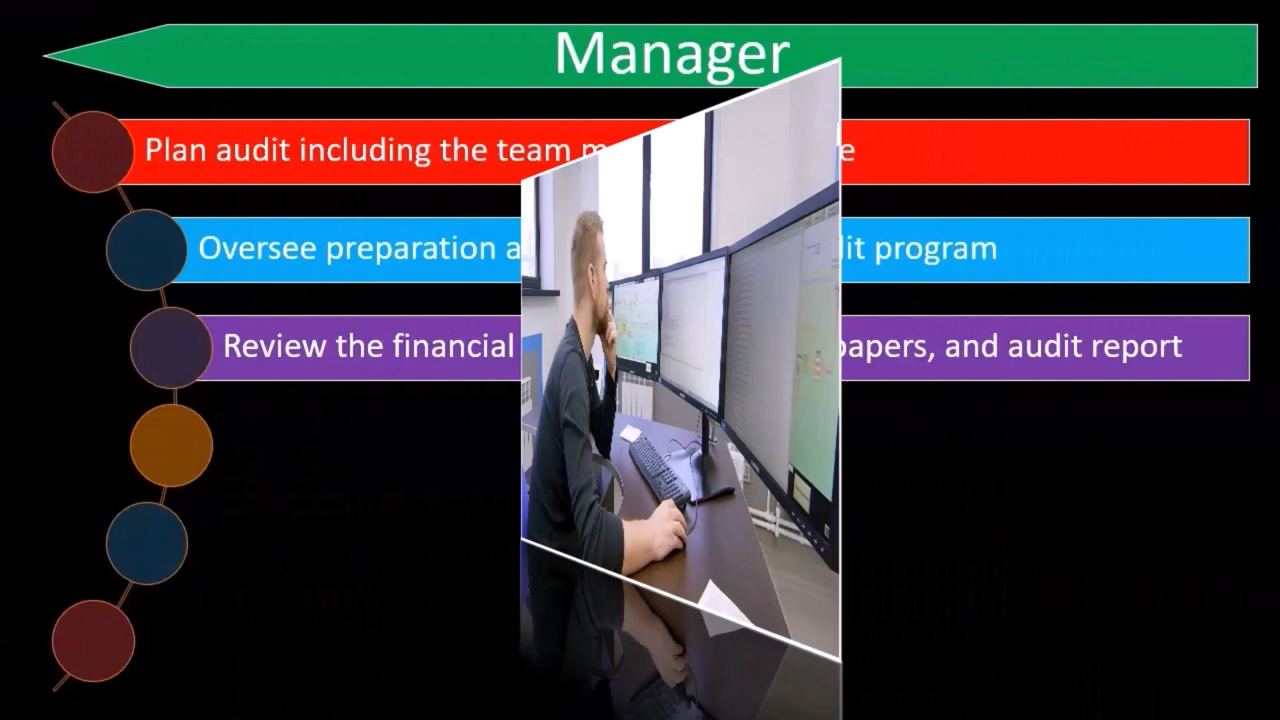 Manager
Plan audit including the team e
Oversee preparation a it program
Review the financial papers, and audit report